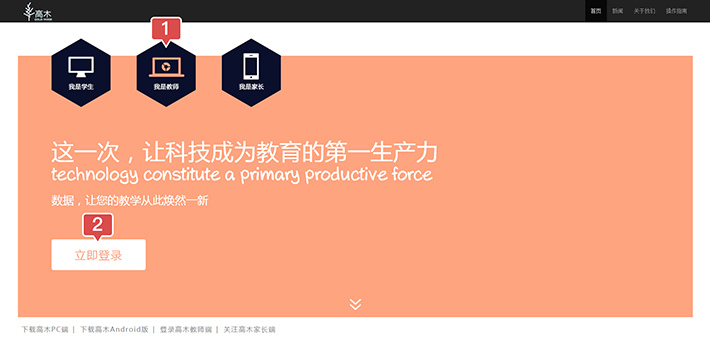 高木
首页 新闻 关于我们 操作指南
1
我是学生 我是教师 我是家长
这一次，让科技成为教育的第一生产力
technology constitute a primary productive force
数据，让您的教学从此焕然一新
2
立即登录
下载高木PC端 | 下载高木Android版 | 登录高木教师端 | 关注高木家长端